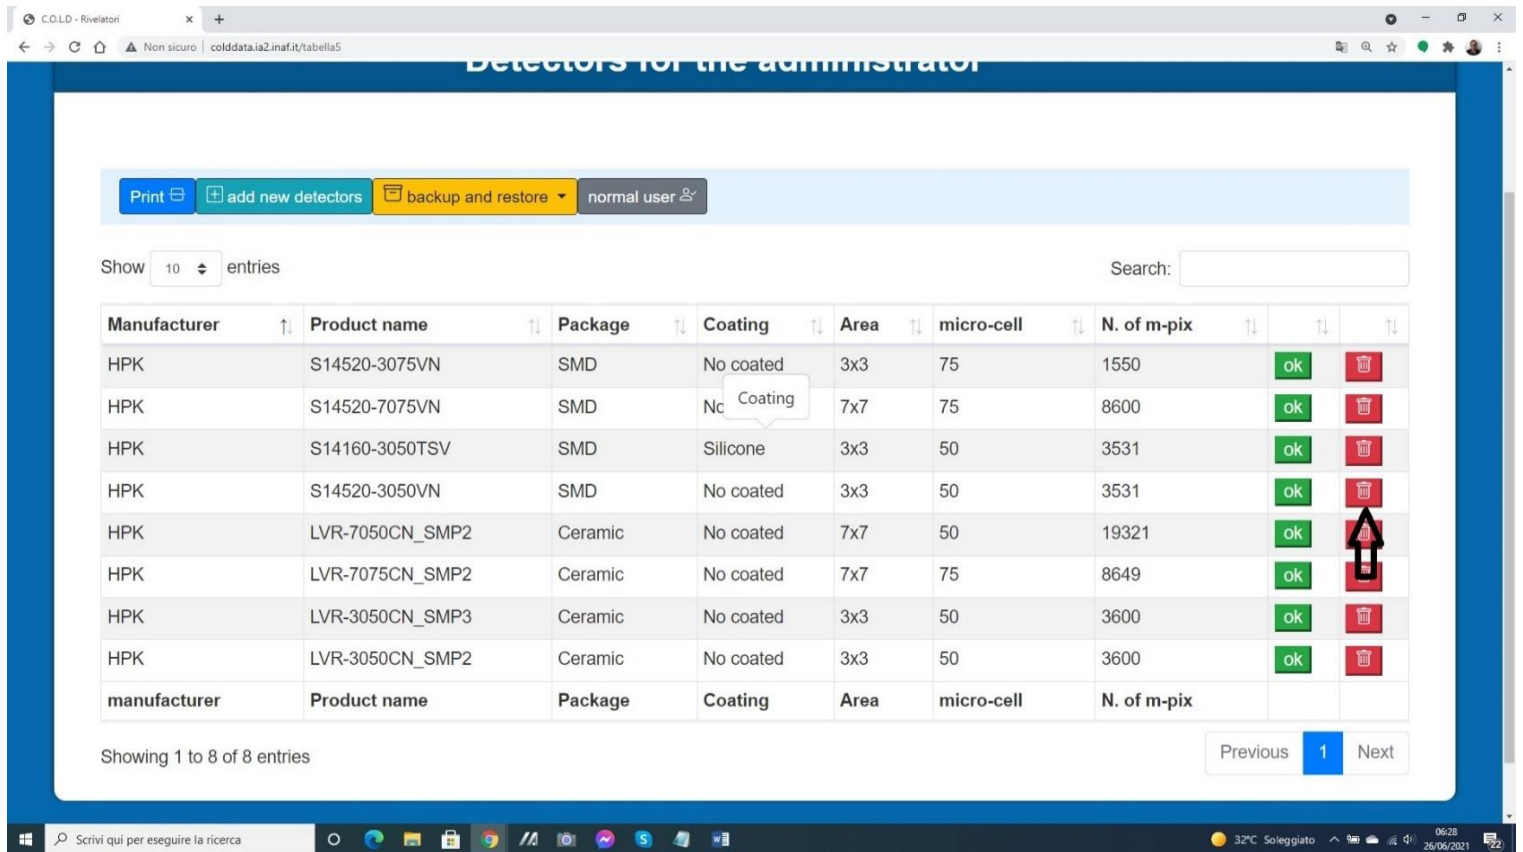 C.O.L.D - Rivelatori
Non sicuro colddata.ia2.inaf.it/tabella5
Detectors for the administrator
Print add new detectors backup and restore normal user
Show 10 entries Search:
Manufacturer Product name Package Coating Area micro-cell N. of m-pix
HPK S14520-3075VN SMD No coated 3x3 75 1550 ok
Coating
HPK S14520-7075VN SMD No 7x7 75 8600 ok
HPK S14160-3050TSV SMD Silicone 3x3 50 3531 ok
HPK S14520-3050VN SMD No coated 3x3 50 3531 ok
HPK LVR-7050CN_SMP2 Ceramic No coated 7x7 50 19321 ok
HPK LVR-7075CN_SMP2 Ceramic No coated 7x7 75 8649 ok
HPK LVR-3050CN_SMP3 Ceramic No coated 3x3 50 3600 ok
HPK LVR-3050CN_SMP2 Ceramic No coated 3x3 50 3600 ok
manufacturer Product name Package Coating Area micro-cell N. of m-pix
Showing 1 to 8 of 8 entries Previous 1 Next
Scrivi qui per eseguire la ricerca 32°C Soleggiato 06:28
26/06/2021 22